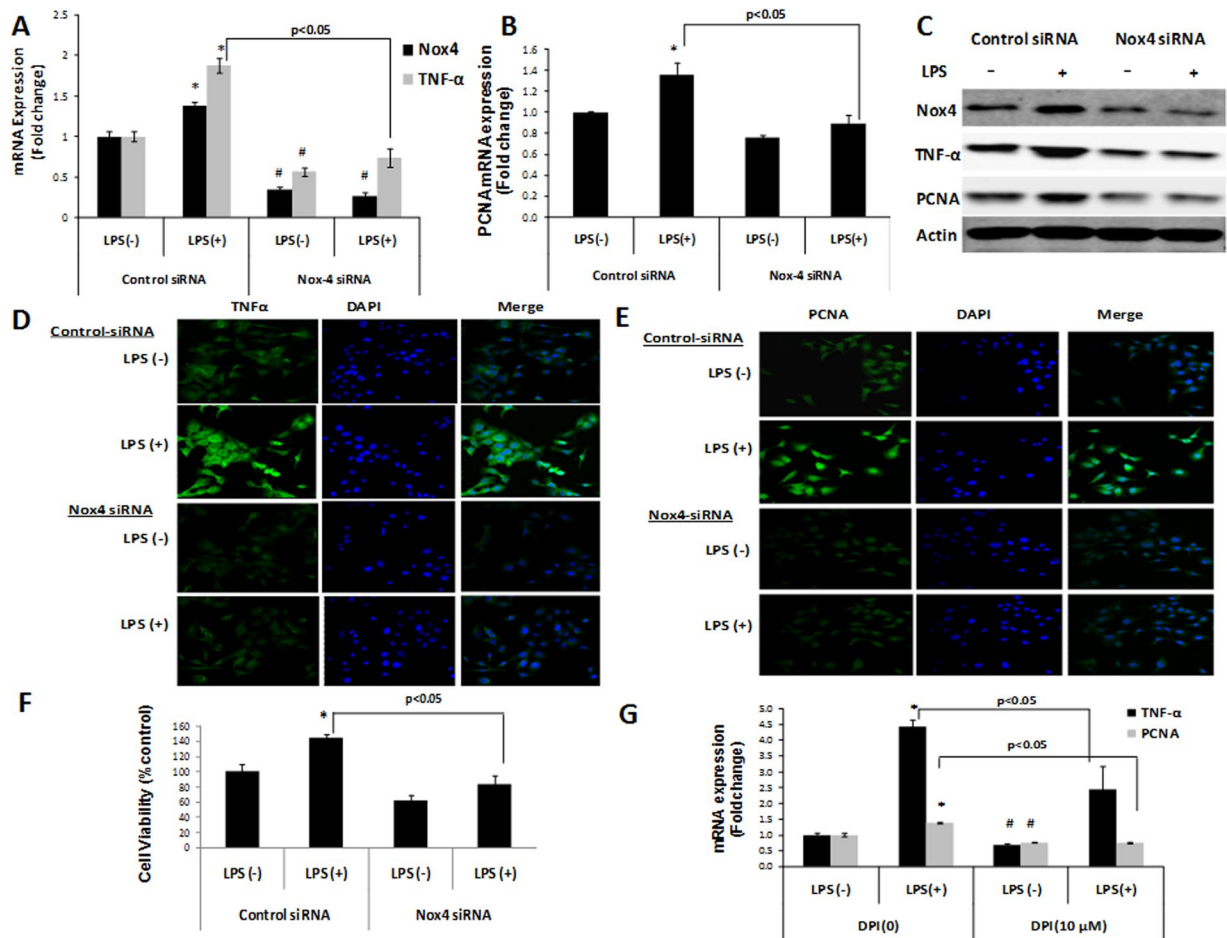 A
mRNA Expression
(Fold change)
2.5
2
1.5
1
0.5
0
p<0.05
*
*
#
#
#
Nox4
TNF-α
LPS(-)
LPS(+)
LPS(-)
LPS(+)
Control siRNA
Nox-4 siRNA
B
PCNAmRNA expression
(Fold change)
1.6
1.4
1.2
1.0
0.8
0.6
0.4
0.2
0.0
p<0.05
*
LPS(-)
LPS(+)
LPS(-)
LPS(+)
Control siRNA
Nox-4 siRNA
C
Control siRNA Nox4 siRNA
LPS - + - +
Nox4
TNF-α
PCNA
Actin
D
TNFα DAPI Merge
Control-siRNA
LPS (-)
LPS (+)
Nox4 siRNA
LPS (-)
LPS (+)
E
PCNA DAPI Merge
Control-siRNA
LPS (-)
LPS (+)
Nox4-siRNA
LPS (-)
LPS (+)
F
Cell Viability (% control)
160
140
120
100
80
60
40
20
0
p<0.05
*
LPS (-)
LPS (+)
LPS (-)
LPS (+)
Control siRNA
Nox4 siRNA
G
mRNA expression
(Foldchange)
5.0
4.5
4.0
3.5
3.0
2.5
2.0
1.5
1.0
0.5
0.0
p<0.05
p<0.05
*
*
# #
TNF-α
PCNA
LPS(-)
LPS(+)
LPS (-)
LPS(+)
DPI(0)
DPI(10 μM)